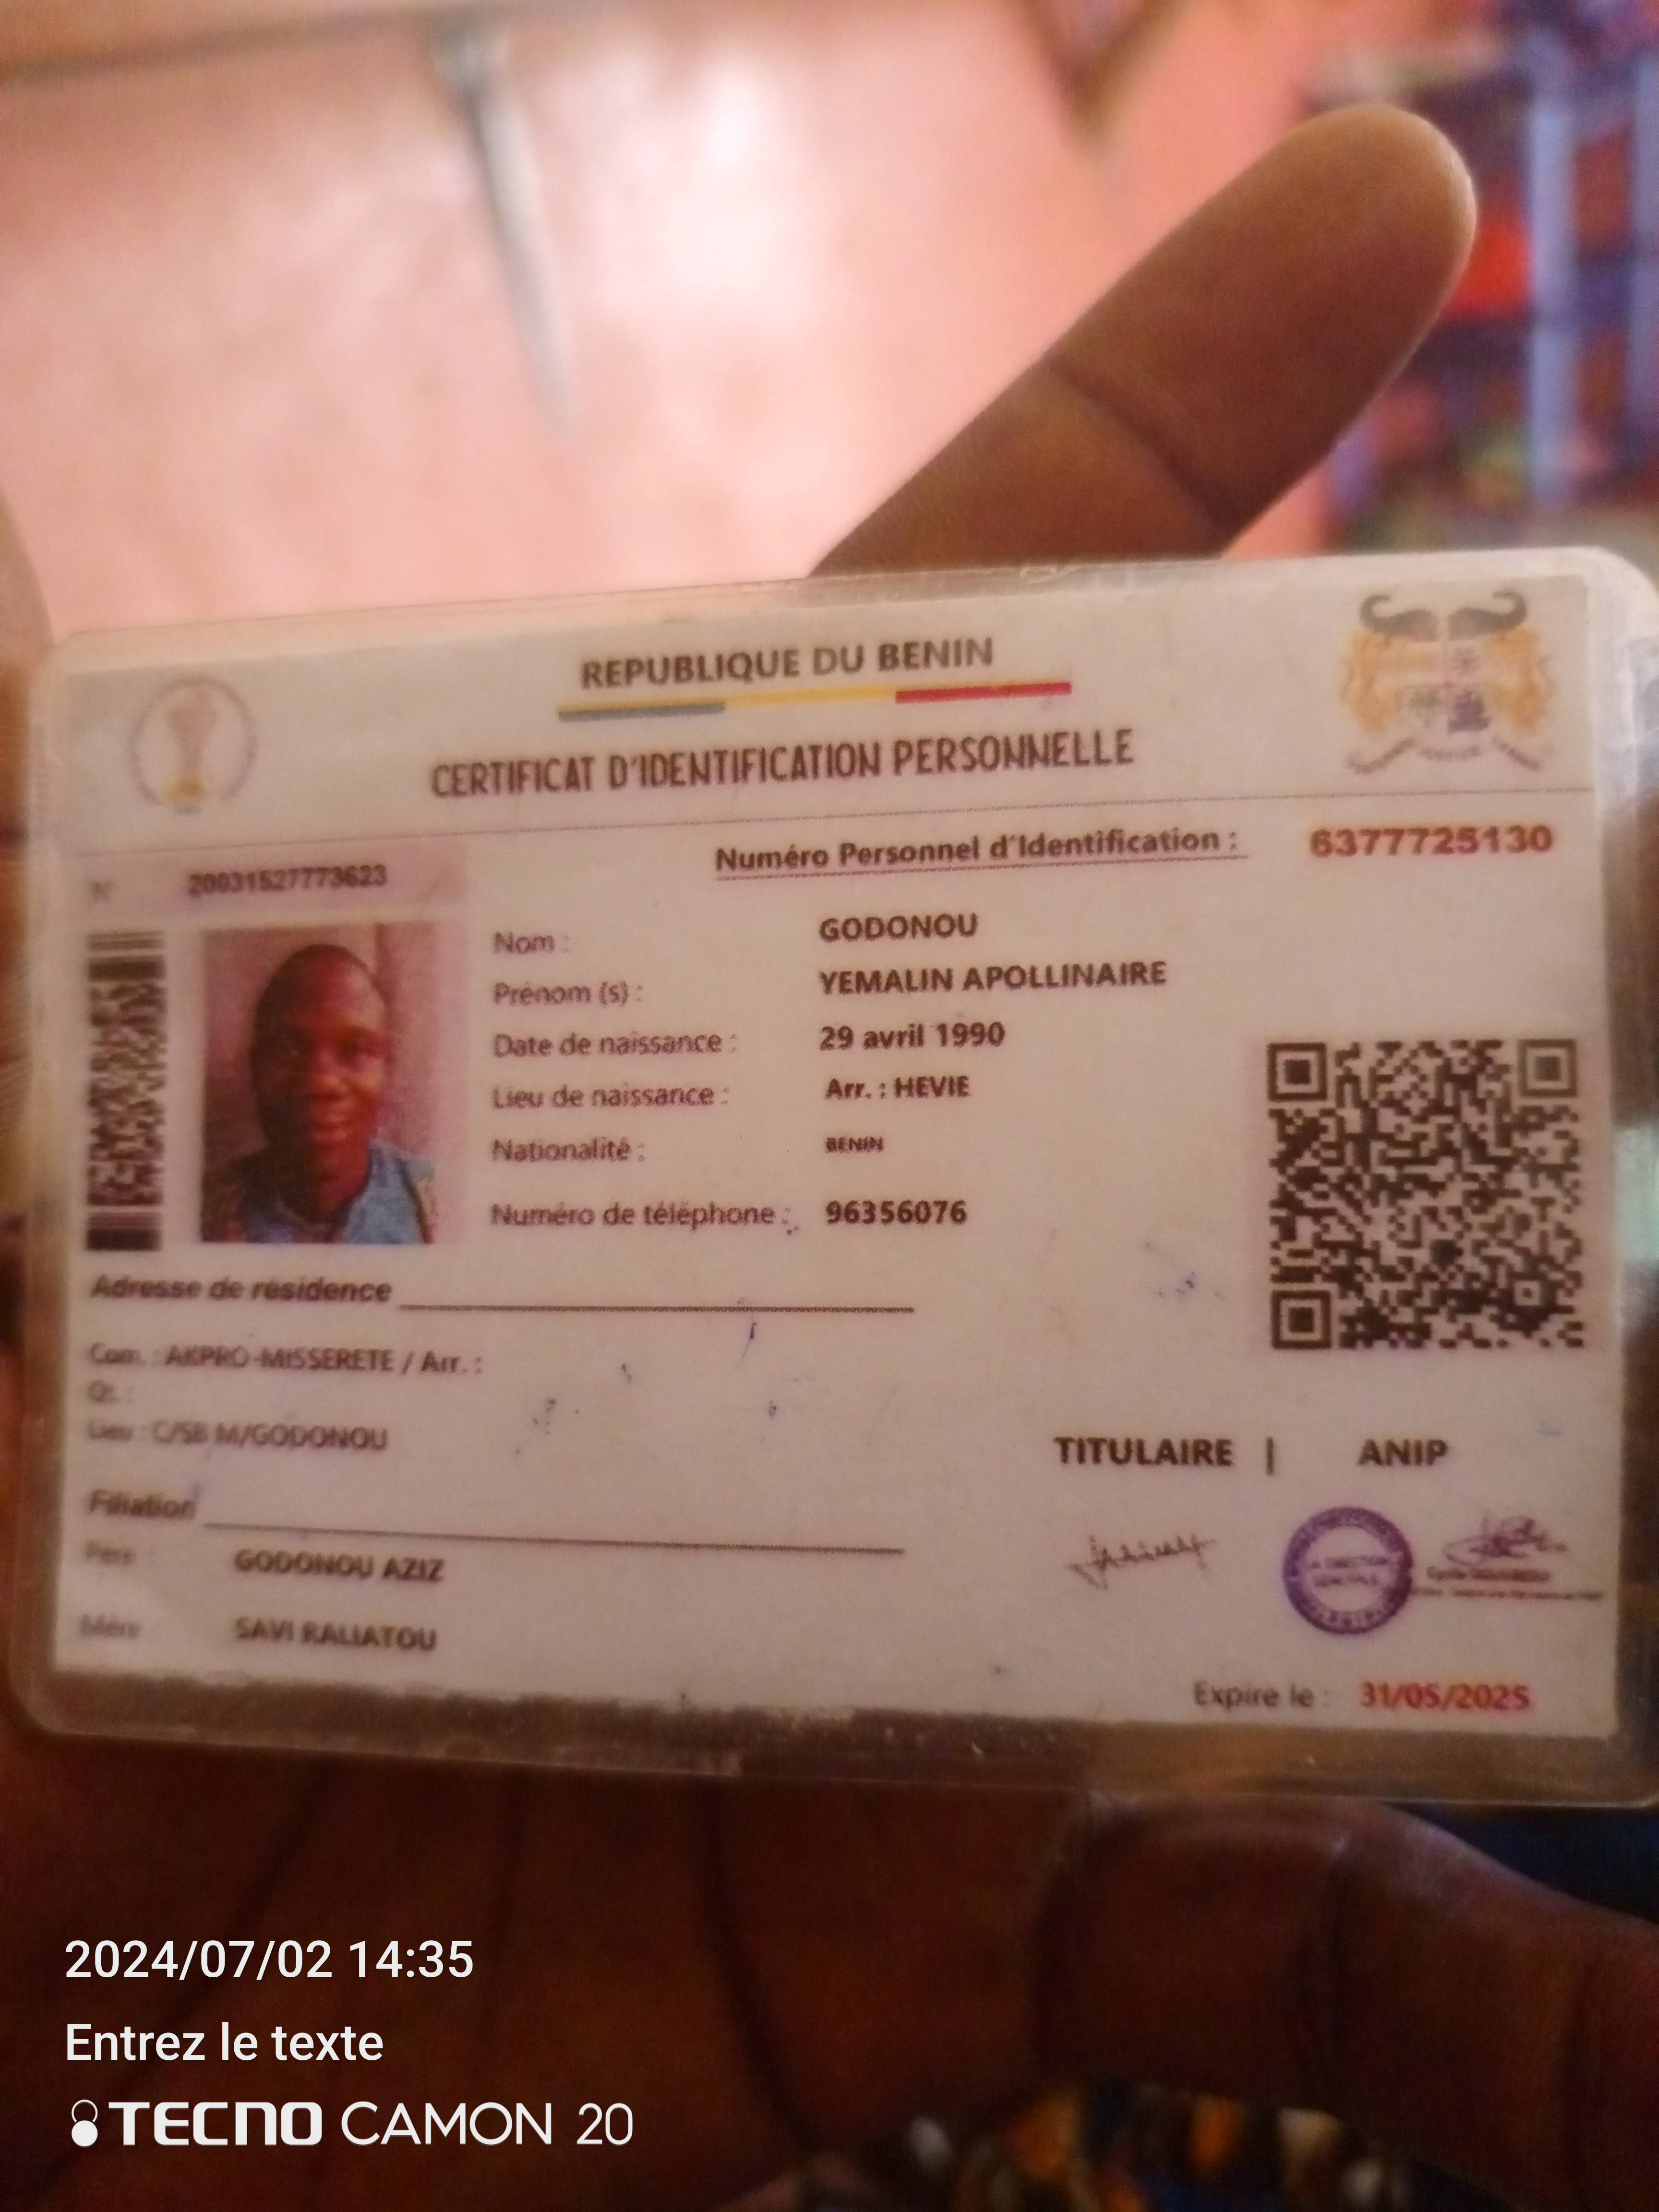 REPUBLIQUE DU BENIN
CERTIFICAT D'IDENTIFICATION PERSONNELLE
Numéro Personnel d'Identification : 6377725130
N° 20031527773623
Nom : GODONOU
Prénom (s) : YEMALIN APOLLINAIRE
Date de naissance : 29 avril 1990
Lieu de naissance : Arr. : HEVIE
Nationalité : BENIN
Numéro de téléphone : 96356076
Adresse de résidence
Com. : AKPRO-MISSERETE / Arr. :
Qt. :
Lieu : C/SB M/GODONOU
TITULAIRE | ANIP
Filiation
Père : GODONOU AZIZ
Mère SAVI RALIATOU
Expire le : 31/05/2025
2024/07/02 14:35
Entrez le texte
TECNO CAMON 20